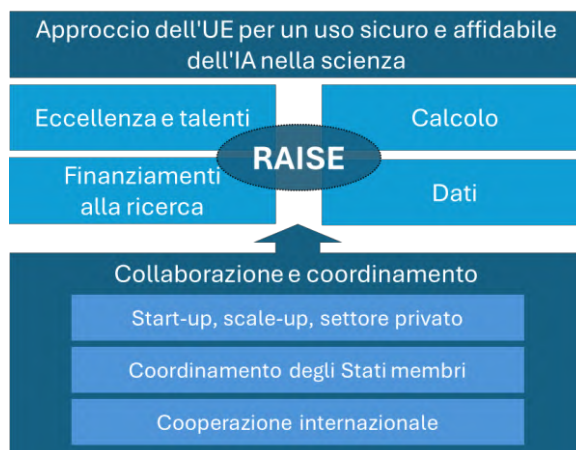 Approccio dell'UE per un uso sicuro e affidabile
dell'IA nella scienza
Eccellenza e talenti
Calcolo
RAISE
Finanziamenti
alla ricerca
Dati
Collaborazione e coordinamento
Start-up, scale-up, settore privato
Coordinamento degli Stati membri
Cooperazione internazionale